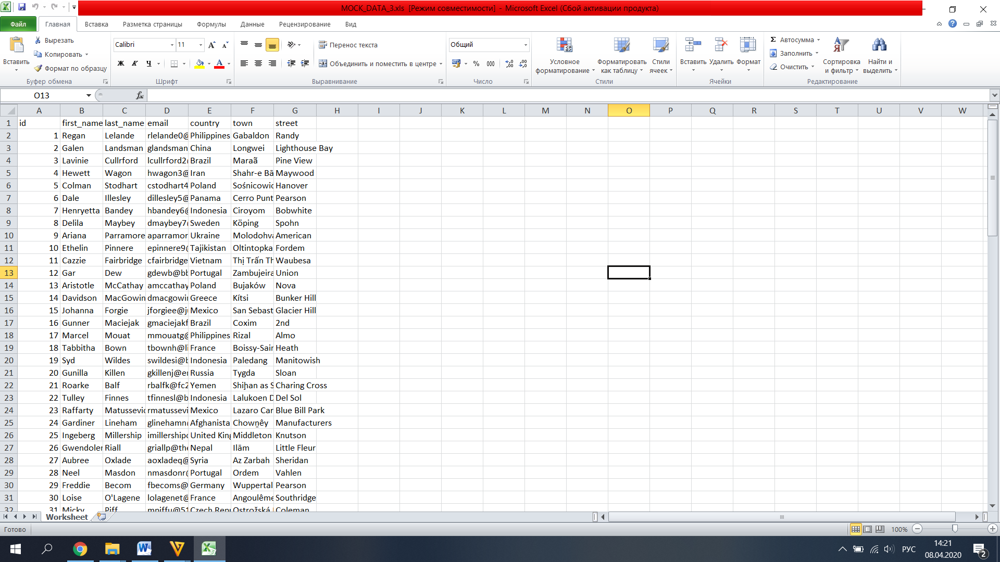 MOCK_DATA_3.xls [Режим совместимости] - Microsoft Excel (Сбой активации продукта)
Файл Главная Вставка Разметка страницы Формулы Данные Рецензирование Вид
Вставить
Вырезать
Копировать
Формат по образцу
Буфер обмена
Calibri 11
Ж К Ч А
Шрифт
Перенос текста
Объединить и поместить в центре
Выравнивание
Общий
% 000
Число
Условное форматирование
Форматировать как таблицу
Стили ячеек
Стили
Вставить Удалить Формат
Ячейки
Σ Автосумма
Заполнить
Очистить
Сортировка и фильтр
Найти и выделить
Редактирование
O13 fx
A B C D E F G H I J K L M N O P Q R S T U V W
1 id first_name last_name email country town street
2 1 Regan Lelande rlelande0@ Philippines Gabaldon Randy
3 2 Galen Landsman glandsman China Longwei Lighthouse Bay
4 3 Lavinie Cullrford lcullrford2 Brazil Maraã Pine View
5 4 Hewett Wagon hwagon3@ Iran Shahr-e Bā Maywood
6 5 Colman Stodhart cstodhart4 Poland Sośnicowic Hanover
7 6 Dale Illesley dillesley5@ Panama Cerro Punt Pearson
8 7 Henryetta Bandey hbandey6@ Indonesia Ciroyom Bobwhite
9 8 Delila Maybey dmaybey7 Sweden Köping Spohn
10 9 Ariana Parramore aparramor Ukraine Molodohv American
11 10 Ethelin Pinnere epinnere9@ Tajikistan Oltintopka Fordem
12 11 Cazzie Fairbridge cfairbridge Vietnam Thị Trấn Th Waubesa
13 12 Gar Dew gdewb@bb Portugal Zambujeira Union
14 13 Aristotle McCathay amccathay Poland Bujaków Nova
15 14 Davidson MacGowin dmacgowi Greece Kítsi Bunker Hill
16 15 Johanna Forgie jforgiee@j Mexico San Sebast Glacier Hill
17 16 Gunner Maciejak gmaciejakf Brazil Coxim 2nd
18 17 Marcel Mouat mmouatg@ Philippines Rizal Almo
19 18 Tabbitha Bown tbownh@li France Boissy-Sain Heath
20 19 Syd Wildes swildesi@b Indonesia Paledang Manitowish
21 20 Gunilla Killen gkillenj@e Russia Tygda Sloan
22 21 Roarke Balf rbalfk@fc2 Yemen Shiḩan as S Charing Cross
23 22 Tulley Finnes tfinnesl@b Indonesia Lalukoen D Del Sol
24 23 Raffarty Matussevic rmatussevi Mexico Lazaro Car Blue Bill Park
25 24 Gardiner Lineham glinehamn Afghanista Chowṉêy Manufacturers
26 25 Ingeberg Millership imillership United King Middleton Knutson
27 26 Gwendolen Riall griallp@the Nepal Ilām Little Fleur
28 27 Aubree Oxlade aoxladeq@ Syria Az Zarbah Sheridan
29 28 Neel Masdon nmasdonr@ Portugal Ordem Vahlen
30 29 Freddie Becom fbecoms@ Germany Wuppertal Pearson
31 30 Loise O'Lagene lolagenet@ France Angoulême Southridge
32 31 Micky Piff mpiffu@51 Czech Repu Ostrožská Coleman
Worksheet
Готово 100%
РУС 14:21
08.04.2020 2